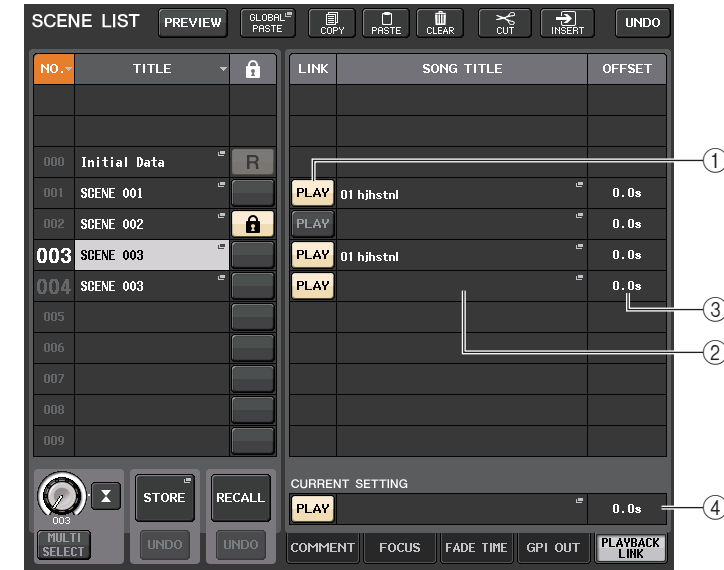 SCENE LIST PREVIEW GLOBAL PASTE COPY PASTE CLEAR CUT INSERT UNDO
NO. TITLE LINK SONG TITLE OFFSET
000 Initial Data R
001 SCENE 001 PLAY 01 hjhstnl 0.0s
002 SCENE 002 PLAY 0.0s
003 SCENE 003 PLAY 01 hjhstnl 0.0s
004 SCENE 003 PLAY 0.0s
005
006
007
008
009
1
3
2
CURRENT SETTING
STORE RECALL PLAY 0.0s 4
003
MULTI SELECT UNDO UNDO COMMENT FOCUS FADE TIME GPI OUT PLAYBACK LINK